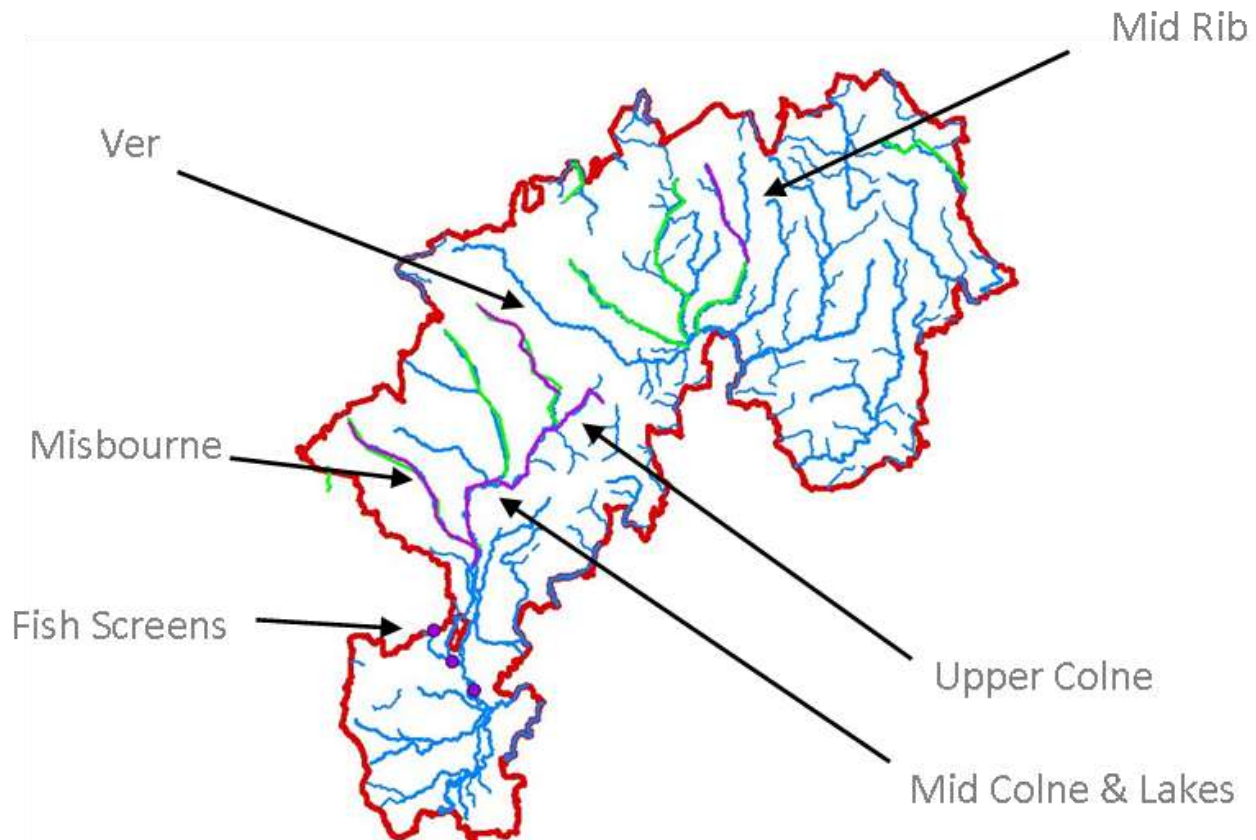 Mid Rib
Ver
Misbourne
Fish Screens
Upper Colne
Mid Colne & Lakes